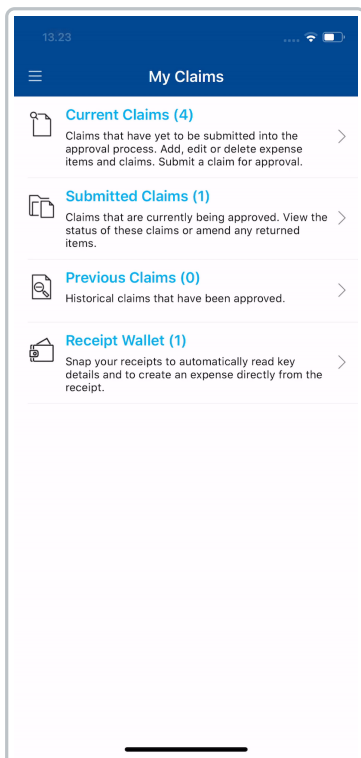 13.23
My Claims
Current Claims (4)
Claims that have yet to be submitted into the
approval process. Add, edit or delete expense
items and claims. Submit a claim for approval.
Submitted Claims (1)
Claims that are currently being approved. View the
status of these claims or amend any returned
items.
Previous Claims (0)
Historical claims that have been approved.
Receipt Wallet (1)
Snap your receipts to automatically read key
details and to create an expense directly from the
receipt.